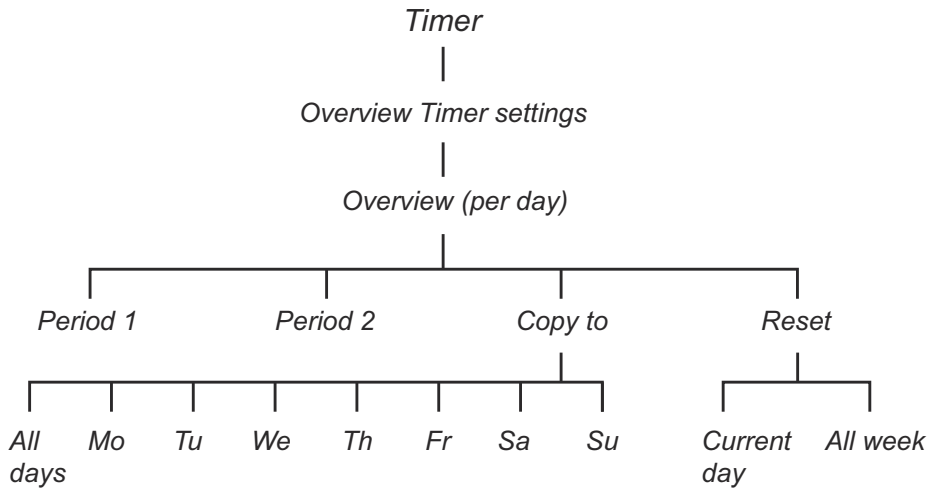 Timer
Overview Timer settings
Overview (per day)
Period 1
Period 2
Copy to
Reset
All
days
Mo
Tu
We
Th
Fr
Sa
Su
Current
day
All week